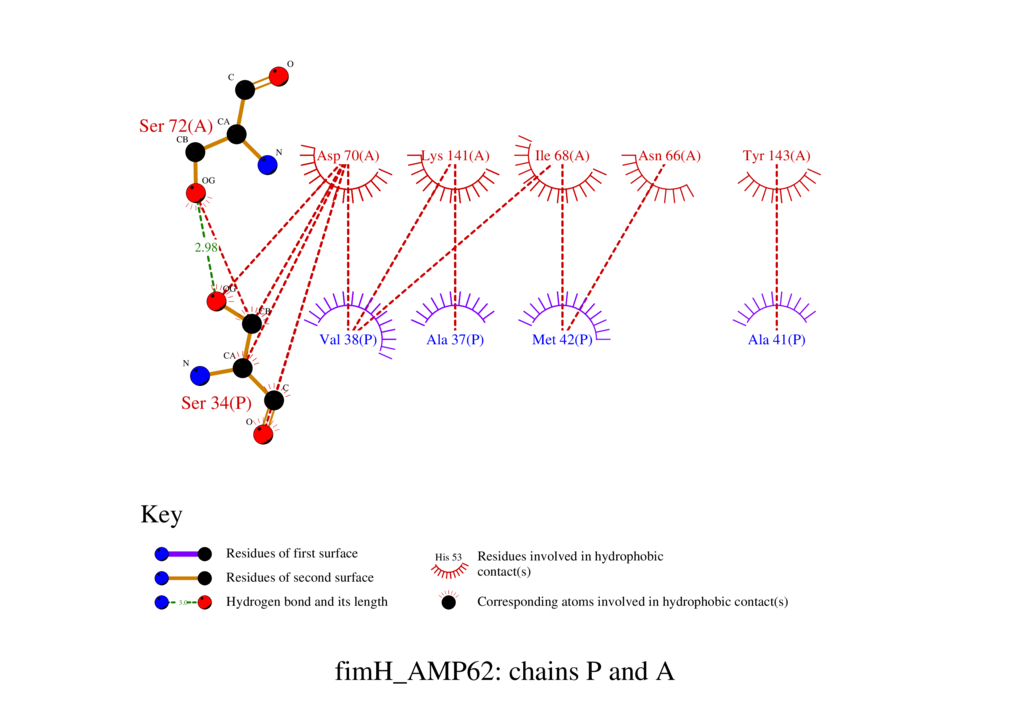 O
C
CA
Ser 72(A)
CB
N
OG
Asp 70(A) Lys 141(A) Ile 68(A) Asn 66(A) Tyr 143(A)
2.98
OG
CB
Val 38(P) Ala 37(P) Met 42(P) Ala 41(P)
CA
N
C
Ser 34(P)
O
Key
Residues of first surface
Residues of second surface
3.0
Hydrogen bond and its length
His 53
Residues involved in hydrophobic
contact(s)
Corresponding atoms involved in hydrophobic contact(s)
fimH_AMP62: chains P and A